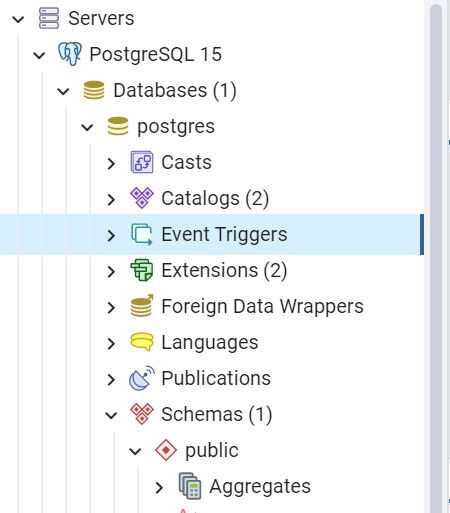 Servers
PostgreSQL 15
Databases (1)
postgres
Casts
Catalogs (2)
Event Triggers
Extensions (2)
Foreign Data Wrappers
Languages
Publications
Schemas (1)
public
Aggregates